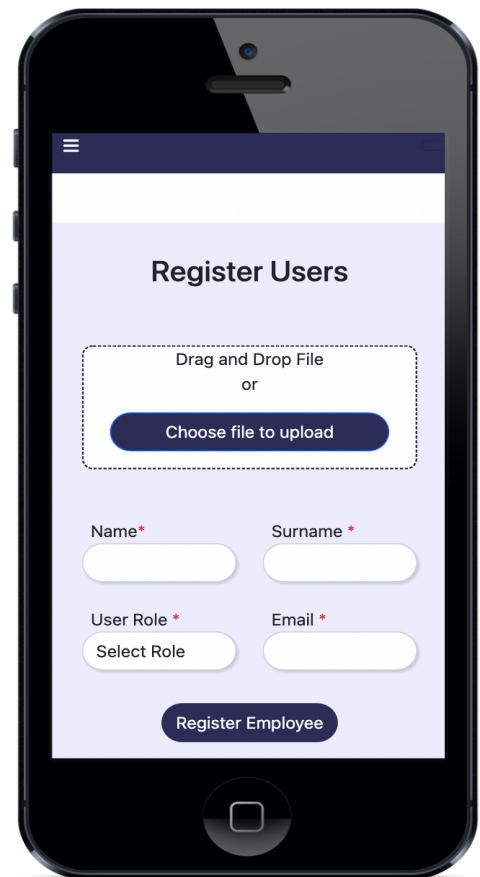 Register Users
Drag and Drop File
or
Choose file to upload
Name*
Surname *
User Role *
Email *
Select Role
Register Employee